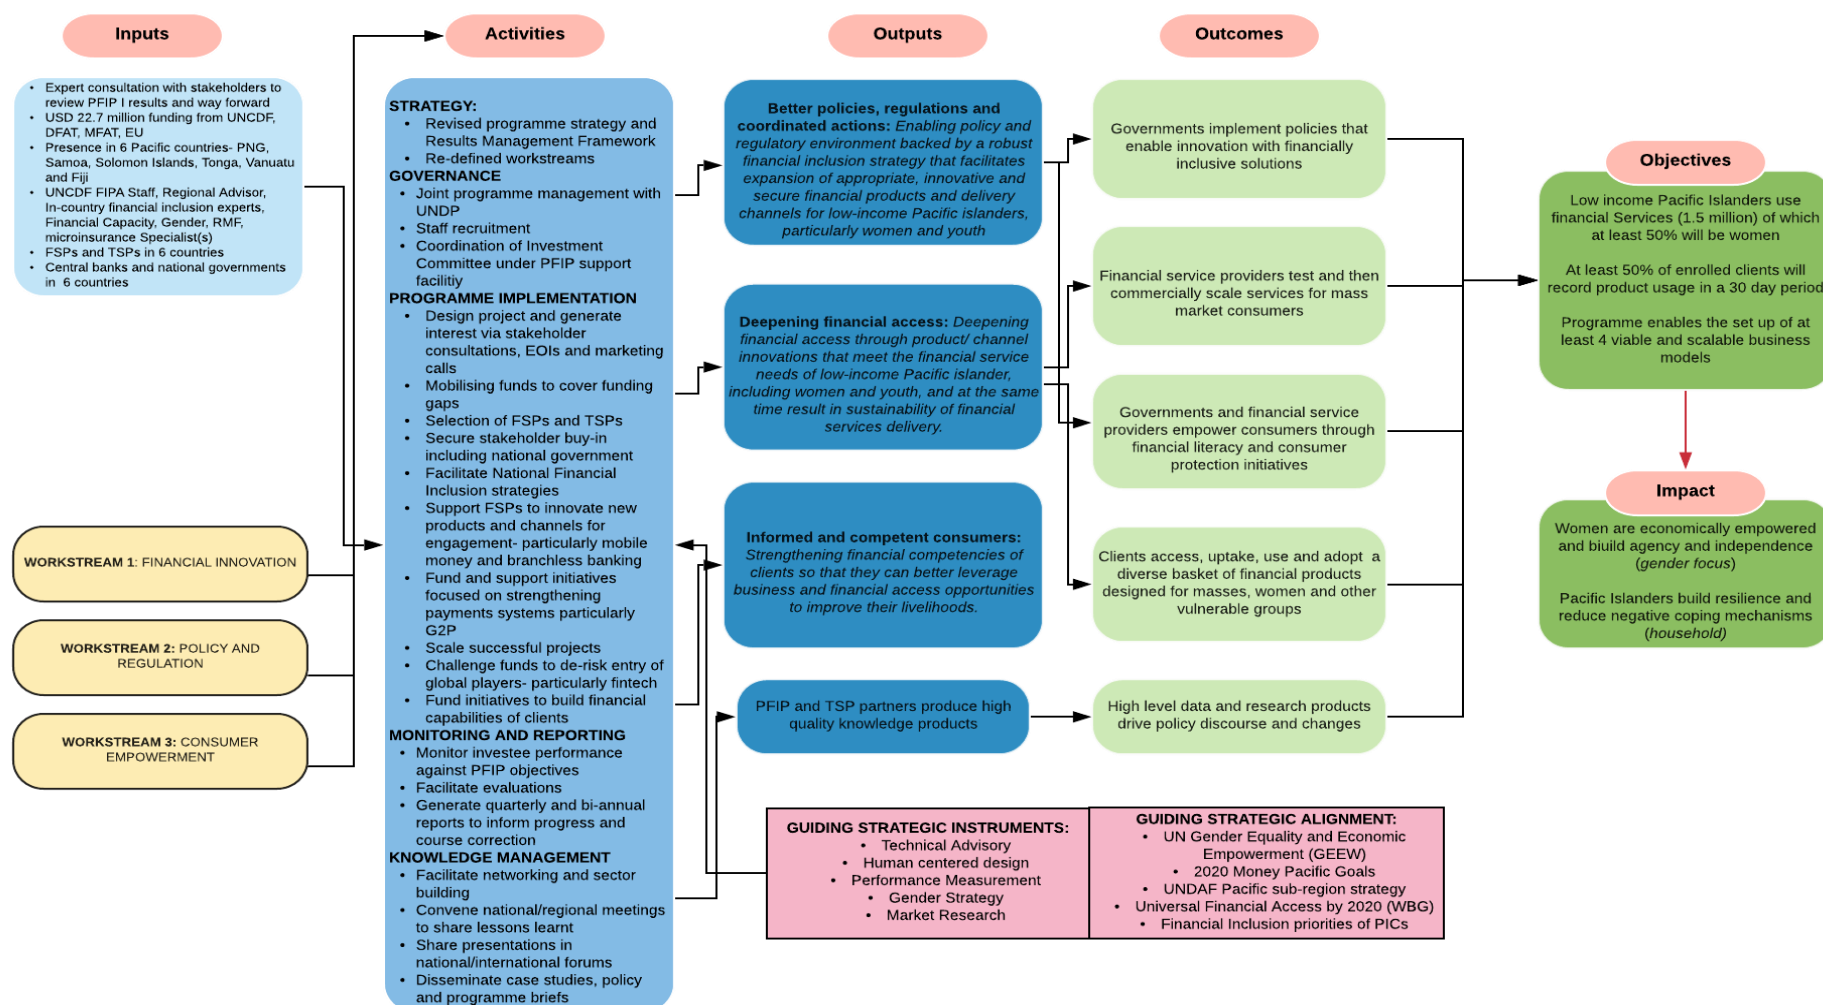 Inputs
Activities
Outputs
Outcomes
• Expert consultation with stakeholders to
review PFIP I results and way forward
• USD 22.7 million funding from UNCDF,
DFAT, MFAT, EU
• Presence in 6 Pacific countries- PNG,
Samoa, Solomon Islands, Tonga, Vanuatu
and Fiji
• UNCDF FIPA Staff, Regional Advisor,
In-country financial inclusion experts,
Financial Capacity, Gender, RMF,
microinsurance Specialist(s)
• FSPs and TSPs in 6 countries
• Central banks and national governments
in 6 countries
WORKSTREAM 1: FINANCIAL INNOVATION
WORKSTREAM 2: POLICY AND
REGULATION
WORKSTREAM 3: CONSUMER
EMPOWERMENT
STRATEGY:
• Revised programme strategy and
Results Management Framework
• Re-defined workstreams
GOVERNANCE
• Joint programme management with
UNDP
• Staff recruitment
• Coordination of Investment
Committee under PFIP support
facilitiy
PROGRAMME IMPLEMENTATION
• Design project and generate
interest via stakeholder
consultations, EOIs and marketing
calls
• Mobilising funds to cover funding
gaps
• Selection of FSPs and TSPs
• Secure stakeholder buy-in
including national government
• Facilitate National Financial
Inclusion strategies
• Support FSPs to innovate new
products and channels for
engagement- particularly mobile
money and branchless banking
• Fund and support initiatives
focused on strengthening
payments systems particularly
G2P
• Scale successful projects
• Challenge funds to de-risk entry of
global players- particularly fintech
• Fund initiatives to build financial
capabilities of clients
MONITORING AND REPORTING
• Monitor investee performance
against PFIP objectives
• Facilitate evaluations
• Generate quarterly and bi-annual
reports to inform progress and
course correction
KNOWLEDGE MANAGEMENT
• Facilitate networking and sector
building
• Convene national/regional meetings
to share lessons learnt
• Share presentations in
national/international forums
• Disseminate case studies, policy
and programme briefs
Better policies, regulations and
coordinated actions: Enabling policy and
regulatory environment backed by a robust
financial inclusion strategy that facilitates
expansion of appropriate, innovative and
secure financial products and delivery
channels for low-income Pacific islanders,
particularly women and youth
Deepening financial access: Deepening
financial access through product/ channel
innovations that meet the financial service
needs of low-income Pacific islander,
including women and youth, and at the same
time result in sustainability of financial
services delivery.
Informed and competent consumers:
Strengthening financial competencies of
clients so that they can better leverage
business and financial access opportunities
to improve their livelihoods.
PFIP and TSP partners produce high
quality knowledge products
Governments implement policies that
enable innovation with financially
inclusive solutions
Financial service providers test and then
commercially scale services for mass
market consumers
Governments and financial service
providers empower consumers through
financial literacy and consumer
protection initiatives
Clients access, uptake, use and adopt a
diverse basket of financial products
designed for masses, women and other
vulnerable groups
High level data and research products
drive policy discourse and changes
Objectives
Low income Pacific Islanders use
financial Services (1.5 million) of which
at least 50% will be women
At least 50% of enrolled clients will
record product usage in a 30 day period
Programme enables the set up of at
least 4 viable and scalable business
models
Impact
Women are economically empowered
and biuild agency and independence
(gender focus)
Pacific Islanders build resilience and
reduce negative coping mechanisms
(household)
GUIDING STRATEGIC INSTRUMENTS:
• Technical Advisory
• Human centered design
• Performance Measurement
• Gender Strategy
• Market Research
GUIDING STRATEGIC ALIGNMENT:
• UN Gender Equality and Economic
Empowerment (GEEW)
• 2020 Money Pacific Goals
• UNDAF Pacific sub-region strategy
• Universal Financial Access by 2020 (WBG)
• Financial Inclusion priorities of PICs